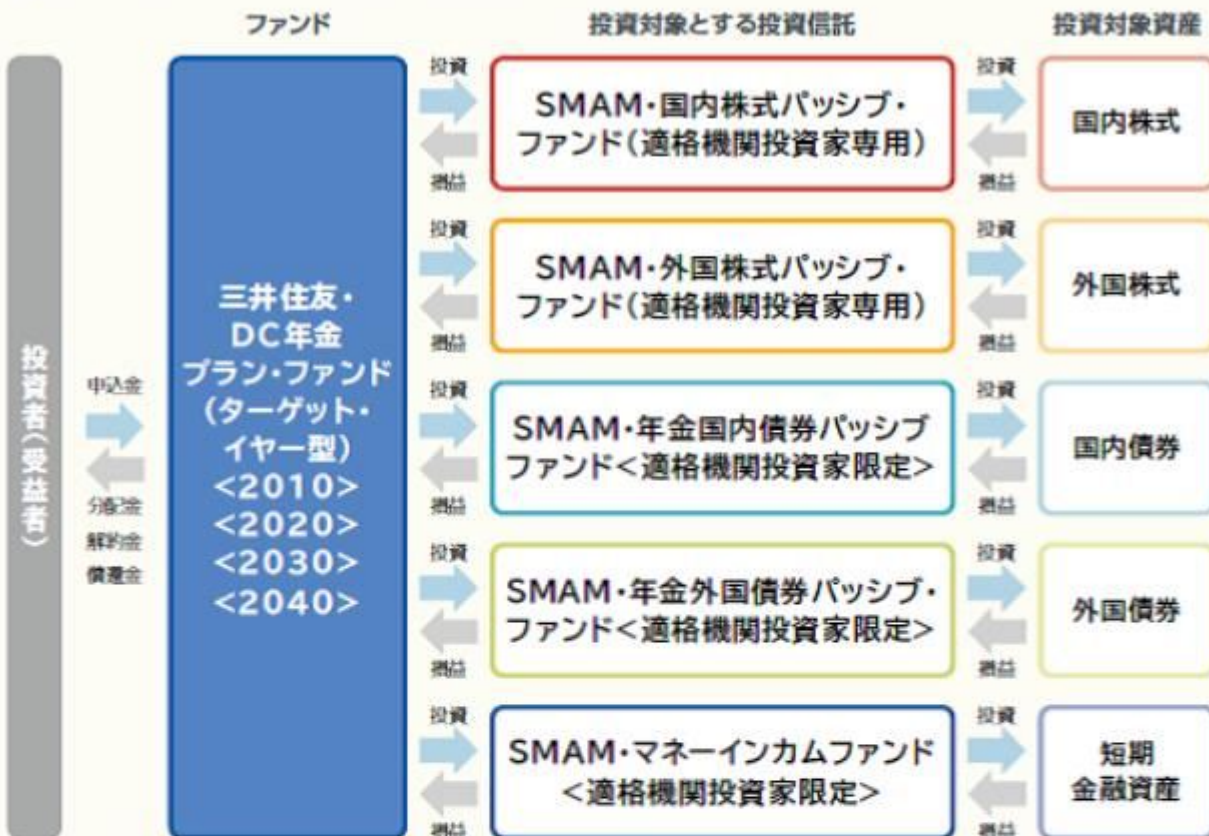 ファンド
投資対象とする投資信託
投資対象資産
投資者(受益者)
申込金
分配金
解約金
償還金
三井住友・
DC年金
プラン・ファンド
(ターゲット・
イヤー型)
<2010>
<2020>
<2030>
<2040>
投資
損益
SMAM・国内株式パッシブ・
ファンド(適格機関投資家専用)
投資
損益
国内株式
投資
損益
SMAM・外国株式パッシブ・
ファンド(適格機関投資家専用)
投資
損益
外国株式
投資
損益
SMAM・年金国内債券パッシブ
ファンド<適格機関投資家限定>
投資
損益
国内債券
投資
損益
SMAM・年金外国債券パッシブ・
ファンド<適格機関投資家限定>
投資
損益
外国債券
投資
損益
SMAM・マネーインカムファンド
<適格機関投資家限定>
投資
損益
短期
金融資産